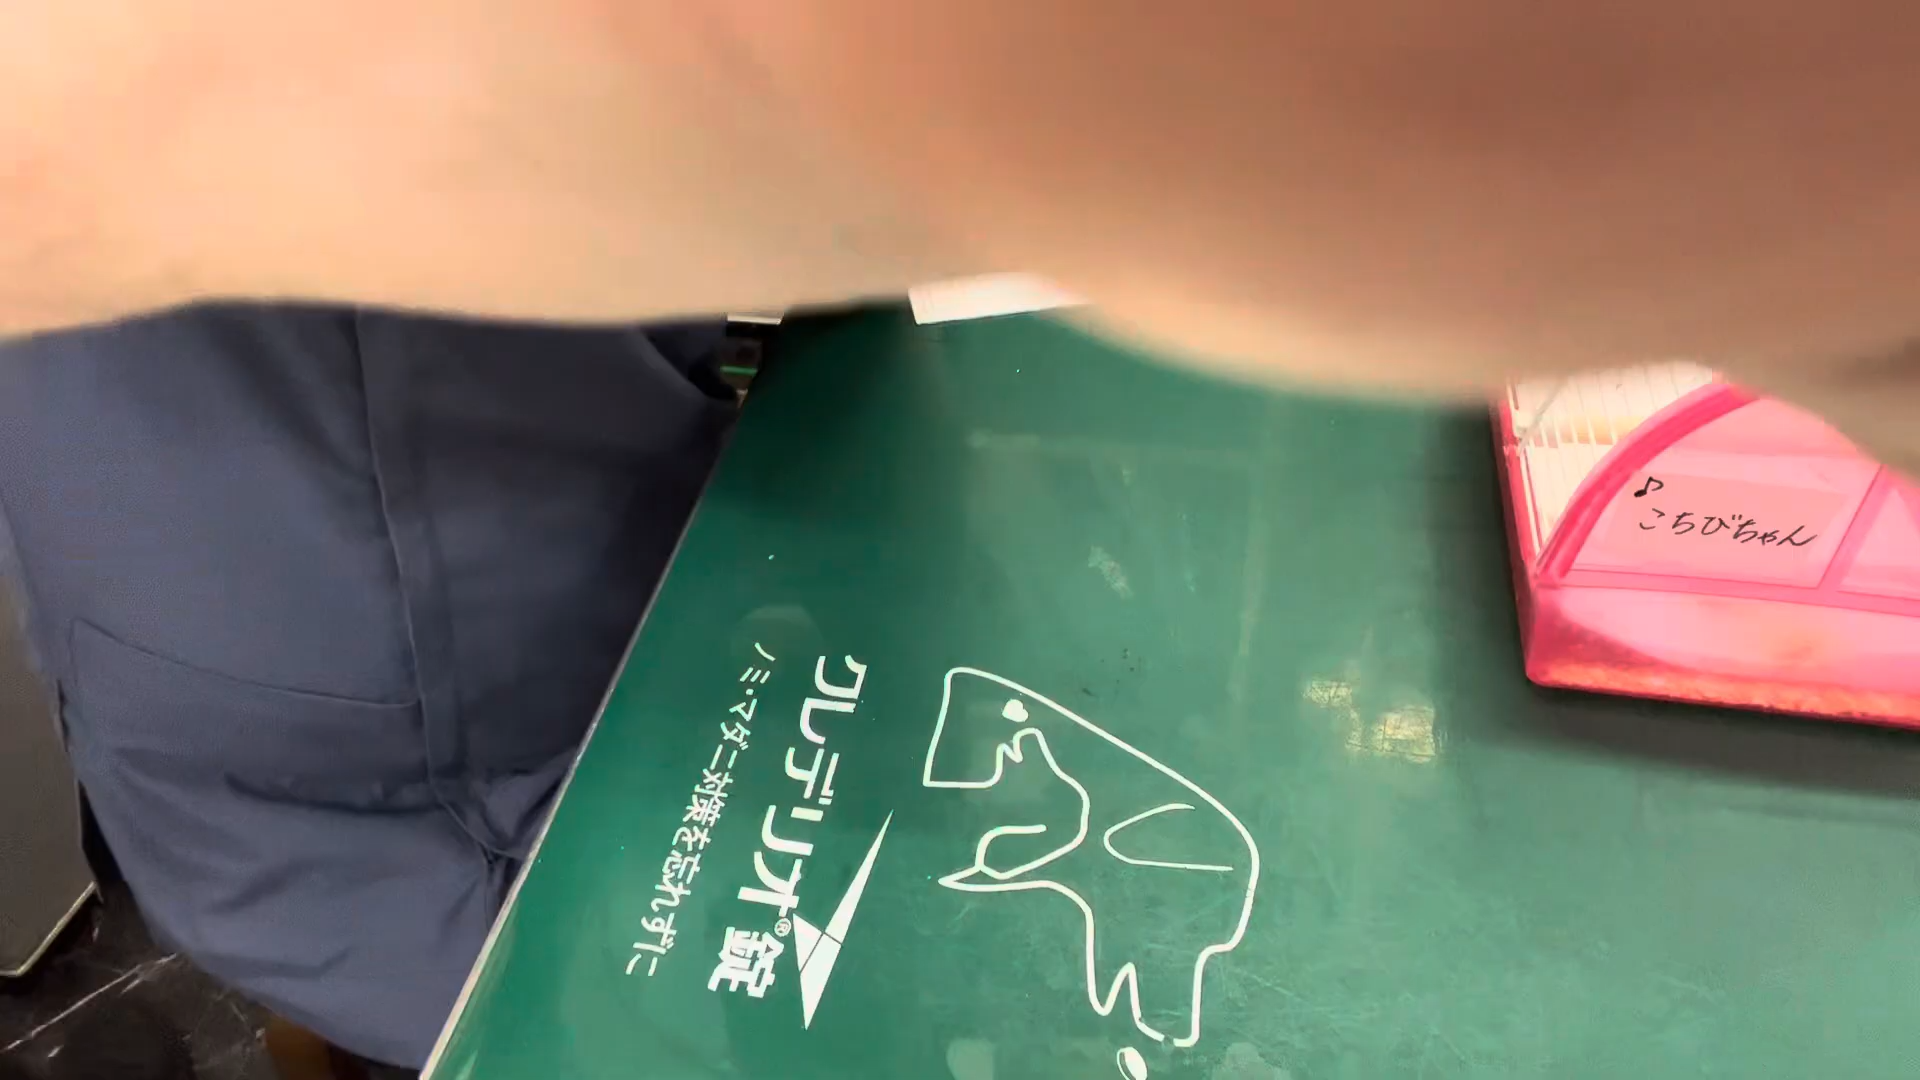 ♪
こちびちゃん
クレデリオ®錠
ノミ・マダニ対策を忘れずに